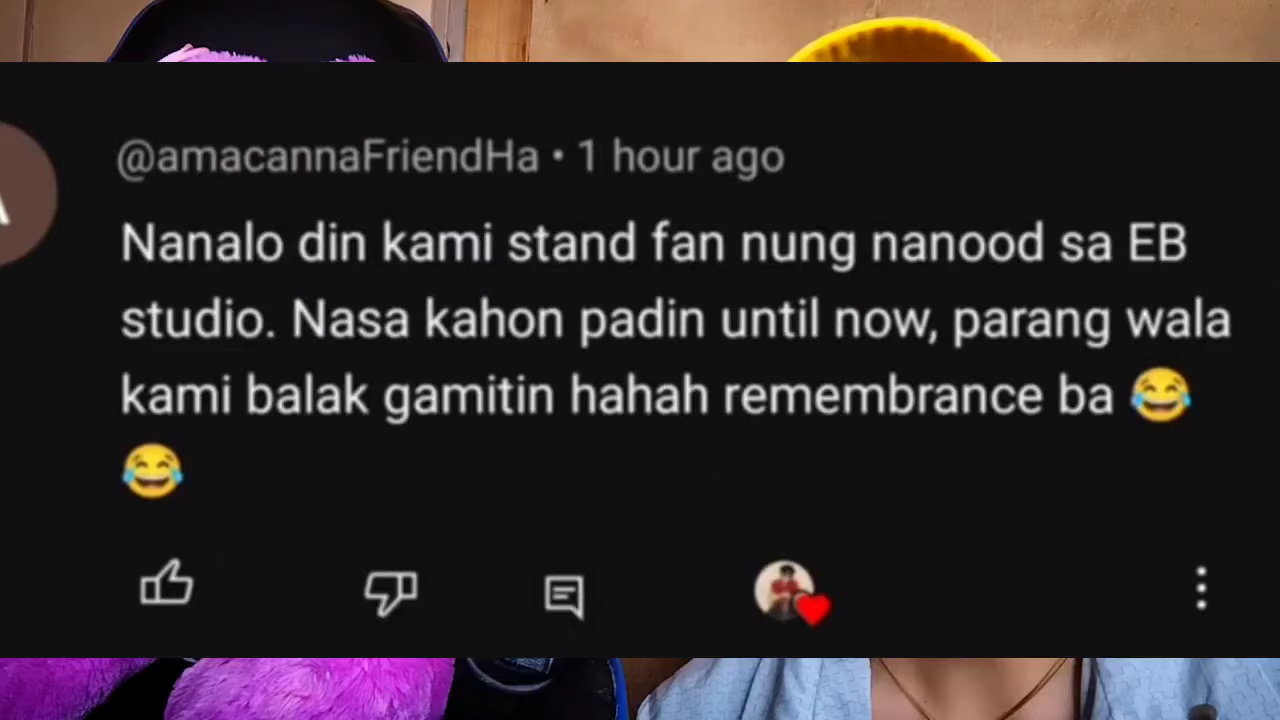 @amacannaFriendHa • 1 hour ago
Nanalo din kami stand fan nung nanood sa EB
studio. Nasa kahon padin until now, parang wala
kami balak gamitin hahah remembrance ba 😂
😂